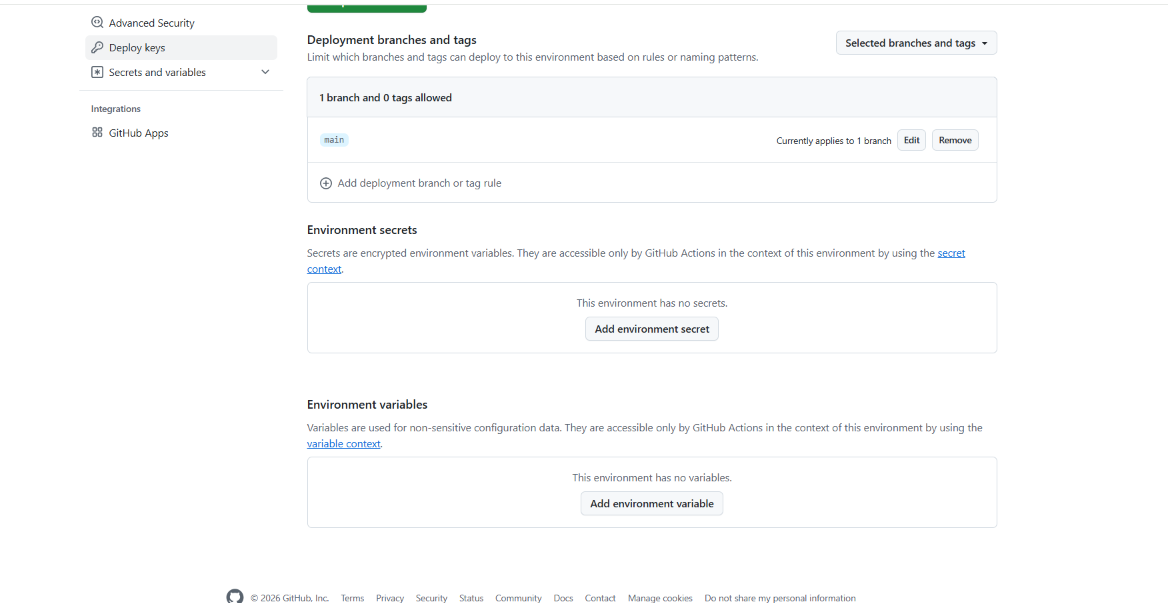 Advanced Security
Deploy keys
Secrets and variables
Integrations
GitHub Apps
Deployment branches and tags
Selected branches and tags
Limit which branches and tags can deploy to this environment based on rules or naming patterns.
1 branch and 0 tags allowed
main
Currently applies to 1 branch
Edit
Remove
Add deployment branch or tag rule
Environment secrets
Secrets are encrypted environment variables. They are accessible only by GitHub Actions in the context of this environment by using the secret
context.
This environment has no secrets.
Add environment secret
Environment variables
Variables are used for non-sensitive configuration data. They are accessible only by GitHub Actions in the context of this environment by using the
variable context.
This environment has no variables.
Add environment variable
© 2026 GitHub, Inc. Terms Privacy Security Status Community Docs Contact Manage cookies Do not share my personal information